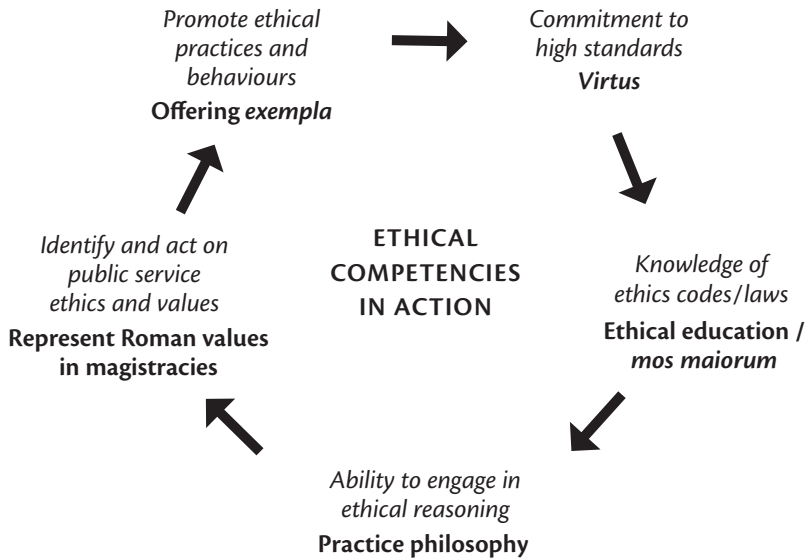 Promote ethical
practices and
behaviours
Offering exempla
Commitment to
high standards
Virtus
Knowledge of
ethics codes/laws
Ethical education /
mos maiorum
Ability to engage in
ethical reasoning
Practice philosophy
Identify and act on
public service
ethics and values
Represent Roman values
in magistracies
ETHICAL
COMPETENCIES
IN ACTION